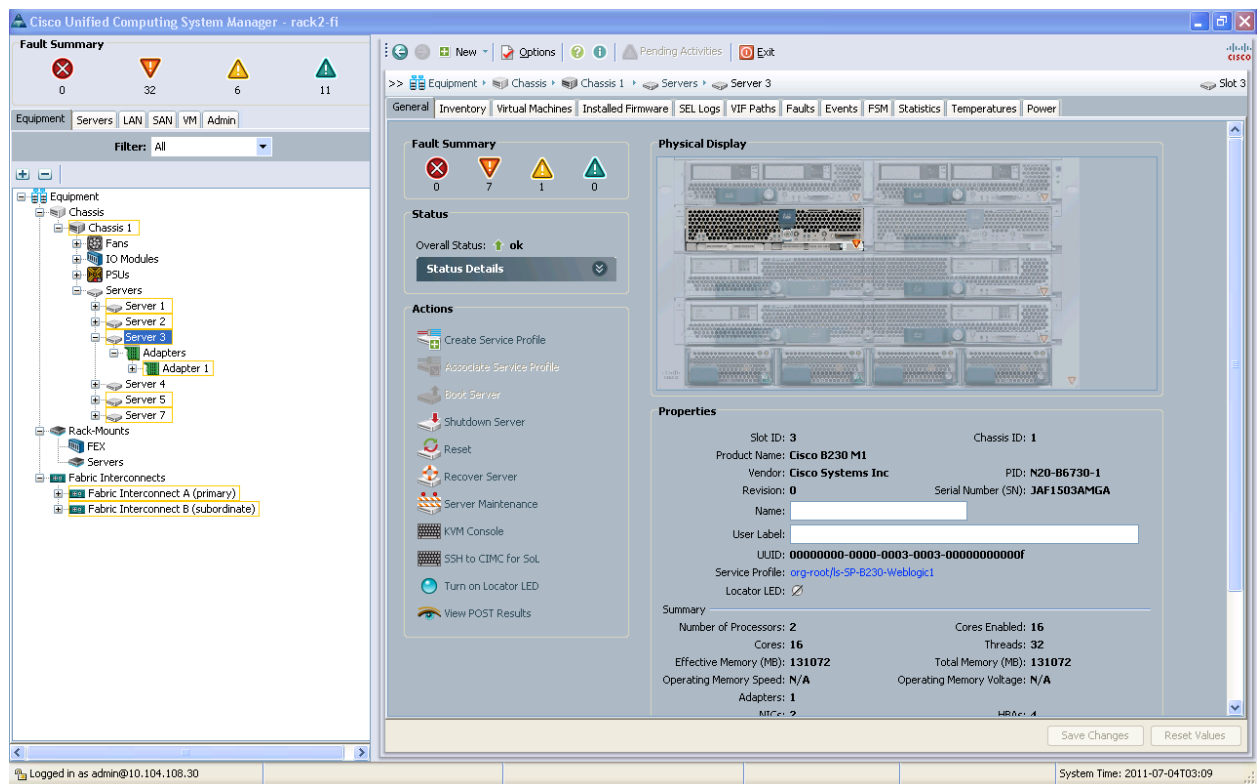 Cisco Unified Computing System Manager - rack2-fi
Fault Summary
0 32 6 11
Equipment Servers LAN SAN VM Admin
Filter: All
Equipment
Chassis
Chassis 1
Fans
IO Modules
PSUs
Servers
Server 1
Server 2
Server 3
Adapters
Adapter 1
Server 4
Server 5
Server 7
Rack-Mounts
FEX
Servers
Fabric Interconnects
Fabric Interconnect A (primary)
Fabric Interconnect B (subordinate)
New Options Pending Activities Exit
CISCO
>> Equipment Chassis Chassis 1 Servers Server 3 Slot 3
General Inventory Virtual Machines Installed Firmware SEL Logs VIF Paths Faults Events FSM Statistics Temperatures Power
Fault Summary
0 7 1 0
Status
Overall Status: ok
Status Details
Actions
Create Service Profile
Associate Service Profile
Boot Server
Shutdown Server
Reset
Recover Server
Server Maintenance
KVM Console
SSH to CIMC for SoL
Turn on Locator LED
View POST Results
Physical Display
Properties
Slot ID: 3 Chassis ID: 1
Product Name: Cisco B230 M1
Vendor: Cisco Systems Inc PID: N20-B6730-1
Revision: 0 Serial Number (SN): JAF1503AMGA
Name:
User Label:
UUID: 00000000-0000-0003-0003-00000000000f
Service Profile: org-root/ls-SP-B230-Weblogic1
Locator LED:
Summary
Number of Processors: 2 Cores Enabled: 16
Cores: 16 Threads: 32
Effective Memory (MB): 131072 Total Memory (MB): 131072
Operating Memory Speed: N/A Operating Memory Voltage: N/A
Adapters: 1
NICs: 2 HBAs: 4
Save Changes Reset Values
Logged in as admin@10.104.108.30 System Time: 2011-07-04T03:09